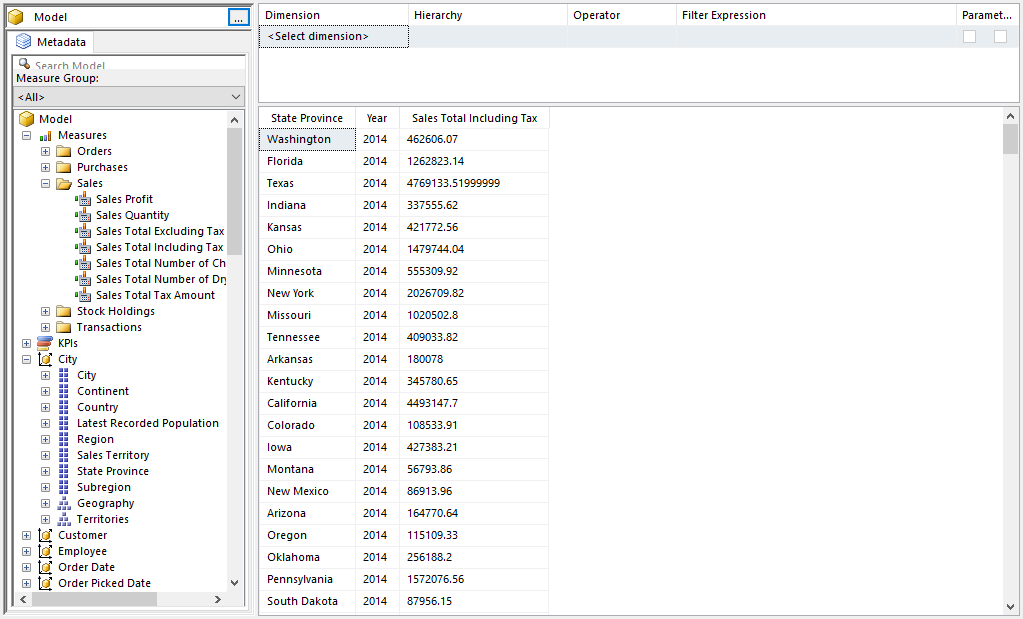 Model
...
Metadata
Search Model
Measure Group:
<All>
Model
Measures
Orders
Purchases
Sales
Sales Profit
Sales Quantity
Sales Total Excluding Tax
Sales Total Including Tax
Sales Total Number of Ch
Sales Total Number of Dry
Sales Total Tax Amount
Stock Holdings
Transactions
KPIs
City
City
Continent
Country
Latest Recorded Population
Region
Sales Territory
State Province
Subregion
Geography
Territories
Customer
Employee
Order Date
Order Picked Date
Dimension Hierarchy Operator Filter Expression Paramet...
<Select dimension>
State Province Year Sales Total Including Tax
Washington 2014 462606.07
Florida 2014 1262823.14
Texas 2014 4769133.51999999
Indiana 2014 337555.62
Kansas 2014 421772.56
Ohio 2014 1479744.04
Minnesota 2014 555309.92
New York 2014 2026709.82
Missouri 2014 1020502.8
Tennessee 2014 409033.82
Arkansas 2014 180078
Kentucky 2014 345780.65
California 2014 4493147.7
Colorado 2014 108533.91
Iowa 2014 427383.21
Montana 2014 56793.86
New Mexico 2014 86913.96
Arizona 2014 164770.64
Oregon 2014 115109.33
Oklahoma 2014 256188.2
Pennsylvania 2014 1572076.56
South Dakota 2014 87956.15